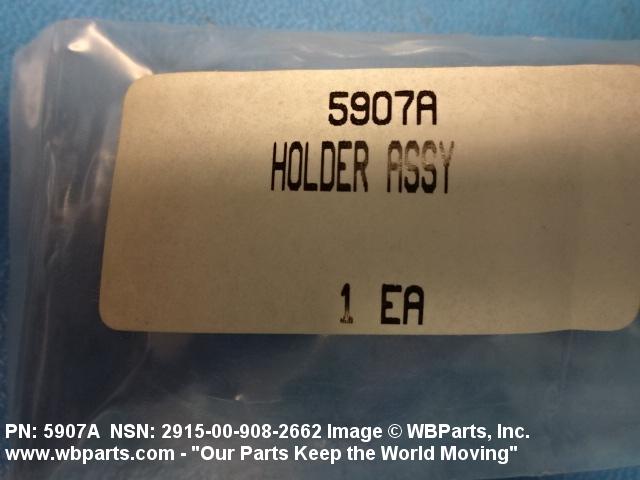 5907A
HOLDER ASSY
1 EA
PN: 5907A NSN: 2915-00-908-2662 Image © WBParts, Inc.
www.wbparts.com - "Our Parts Keep the World Moving"